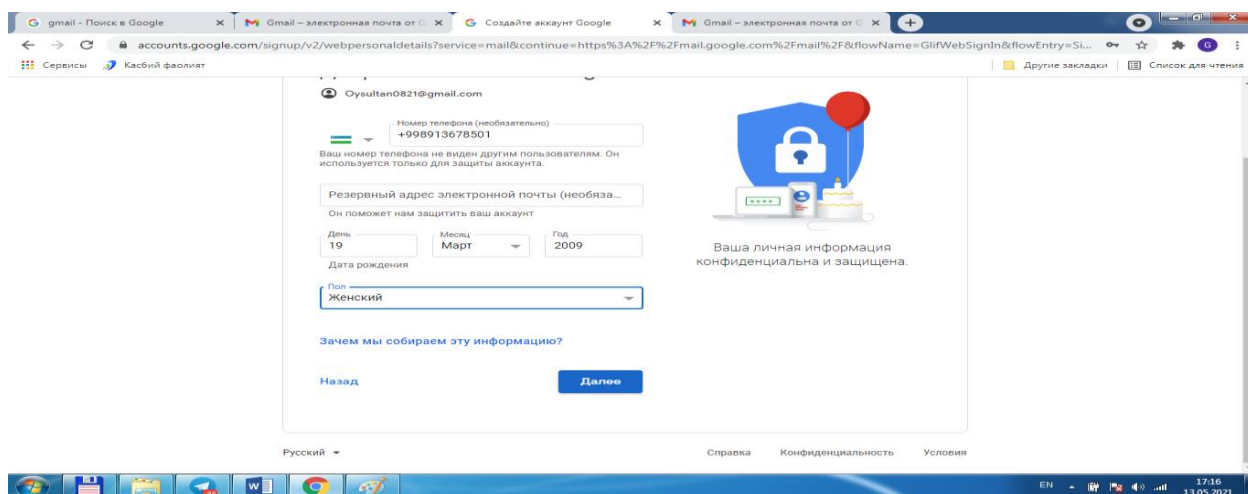 gmail - Поиск в Google
Gmail – электронная почта от G
Создайте аккаунт Google
Gmail – электронная почта от G
accounts.google.com/signup/v2/webpersonaldetails?service=mail&continue=https%3A%2F%2Fmail.google.com%2Fmail%2F&flowName=GlifWebSignIn&flowEntry=Si...
G
Сервисы
Касбий фаолият
Другие закладки
Список для чтения
Oysultan0821@gmail.com
Номер телефона (необязательно)
+998913678501
Ваш номер телефона не виден другим пользователям. Он
используется только для защиты аккаунта.
Резервный адрес электронной почты (необяза...
Он поможет нам защитить ваш аккаунт
День
Месяц
Год
19
Март
2009
Дата рождения
Пол
Женский
Зачем мы собираем эту информацию?
Назад
Далее
Ваша личная информация
конфиденциальна и защищена.
Русский
Справка
Конфиденциальность
Условия
EN
17:16
13.05.2021